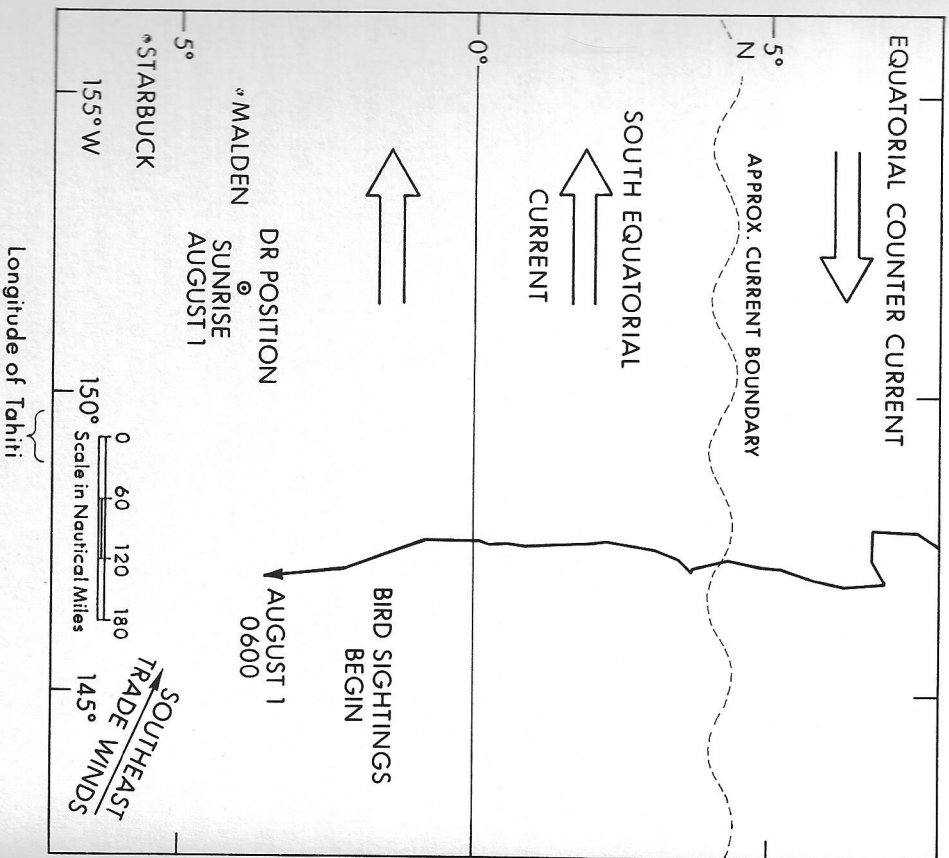 EQUATORIAL COUNTER CURRENT
5°
N
APPROX. CURRENT BOUNDARY
SOUTH EQUATORIAL
CURRENT
0°
BIRD SIGHTINGS
BEGIN
5°
MALDEN
DR POSITION
SUNRISE
AUGUST 1
AUGUST 1
0600
STARBUCK
SOUTHEAST
TRADE WINDS
0 60 120 180
Scale in Nautical Miles
155°W
150°
145°
Longitude of Tahiti